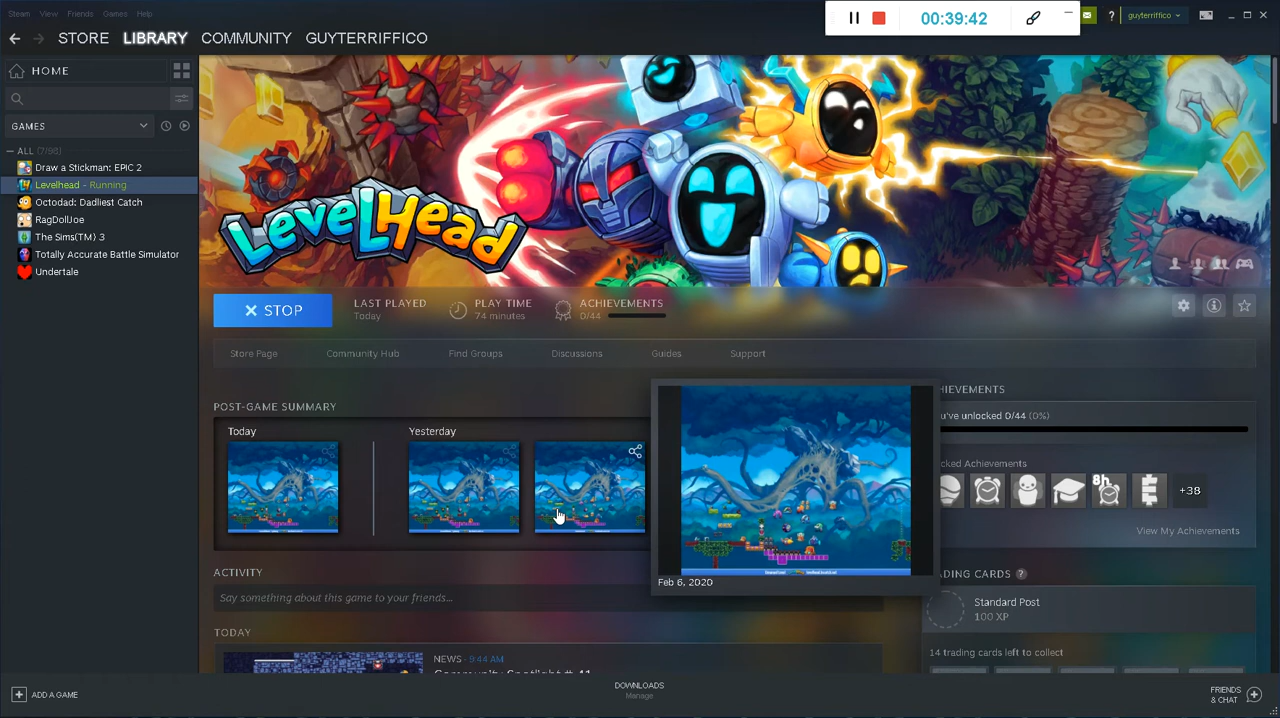 Steam View Friends Games Help
00:39:42
? guyterriffico
STORE LIBRARY COMMUNITY GUYTERRIFFICO
HOME
GAMES
ALL (7/98)
Draw a Stickman: EPIC 2
Levelhead - Running
Octodad: Dadliest Catch
RagDollJoe
The Sims(TM) 3
Totally Accurate Battle Simulator
Undertale
LEVELHEAD
STOP
LAST PLAYED
Today
PLAY TIME
74 minutes
ACHIEVEMENTS
0/44
Store Page Community Hub Find Groups Discussions Guides Support
POST-GAME SUMMARY
Today
Yesterday
Feb 6, 2020
HIEVEMENTS
u've unlocked 0/44 (0%)
cked Achievements
8h
+38
View My Achievements
ACTIVITY
Say something about this game to your friends...
TODAY
NEWS - 9:44 AM
ADING CARDS ?
Standard Post
100 XP
14 trading cards left to collect
ADD A GAME
DOWNLOADS
Manage
FRIENDS
& CHAT